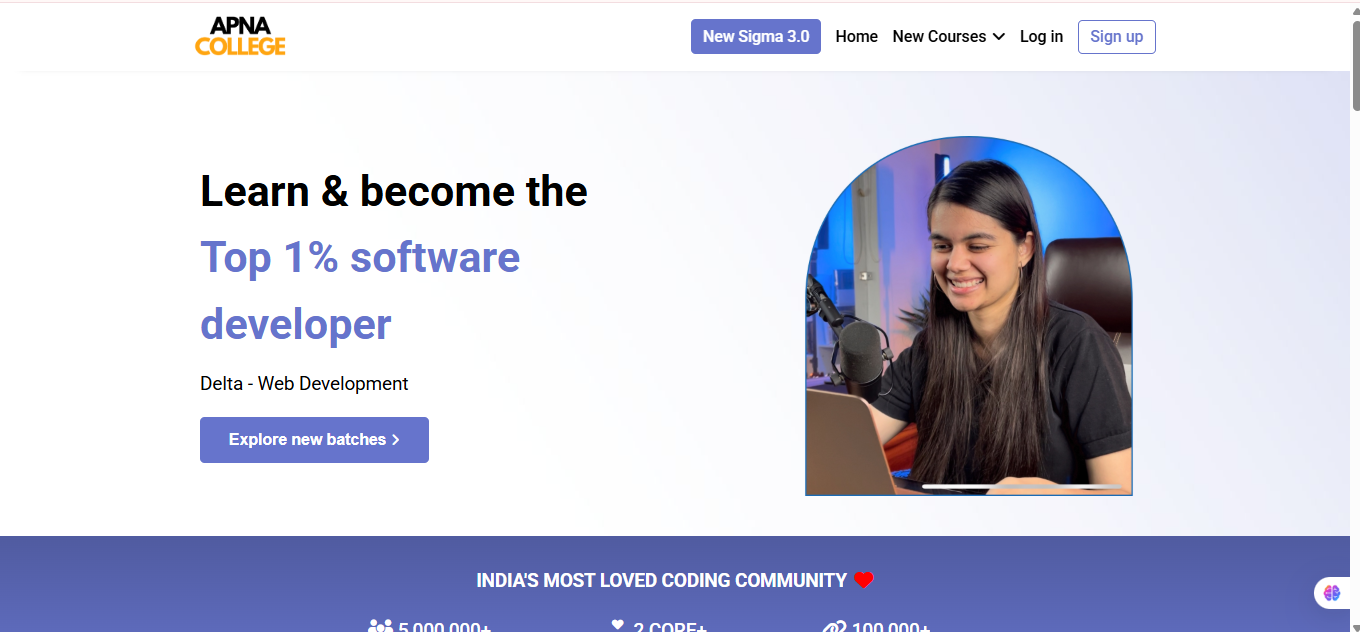 APNA
COLLEGE
New Sigma 3.0
Home
New Courses
Log in
Sign up
Learn & become the
Top 1% software
developer
Delta - Web Development
Explore new batches
INDIA'S MOST LOVED CODING COMMUNITY
5,000,000+
2 CORE+
100,000+